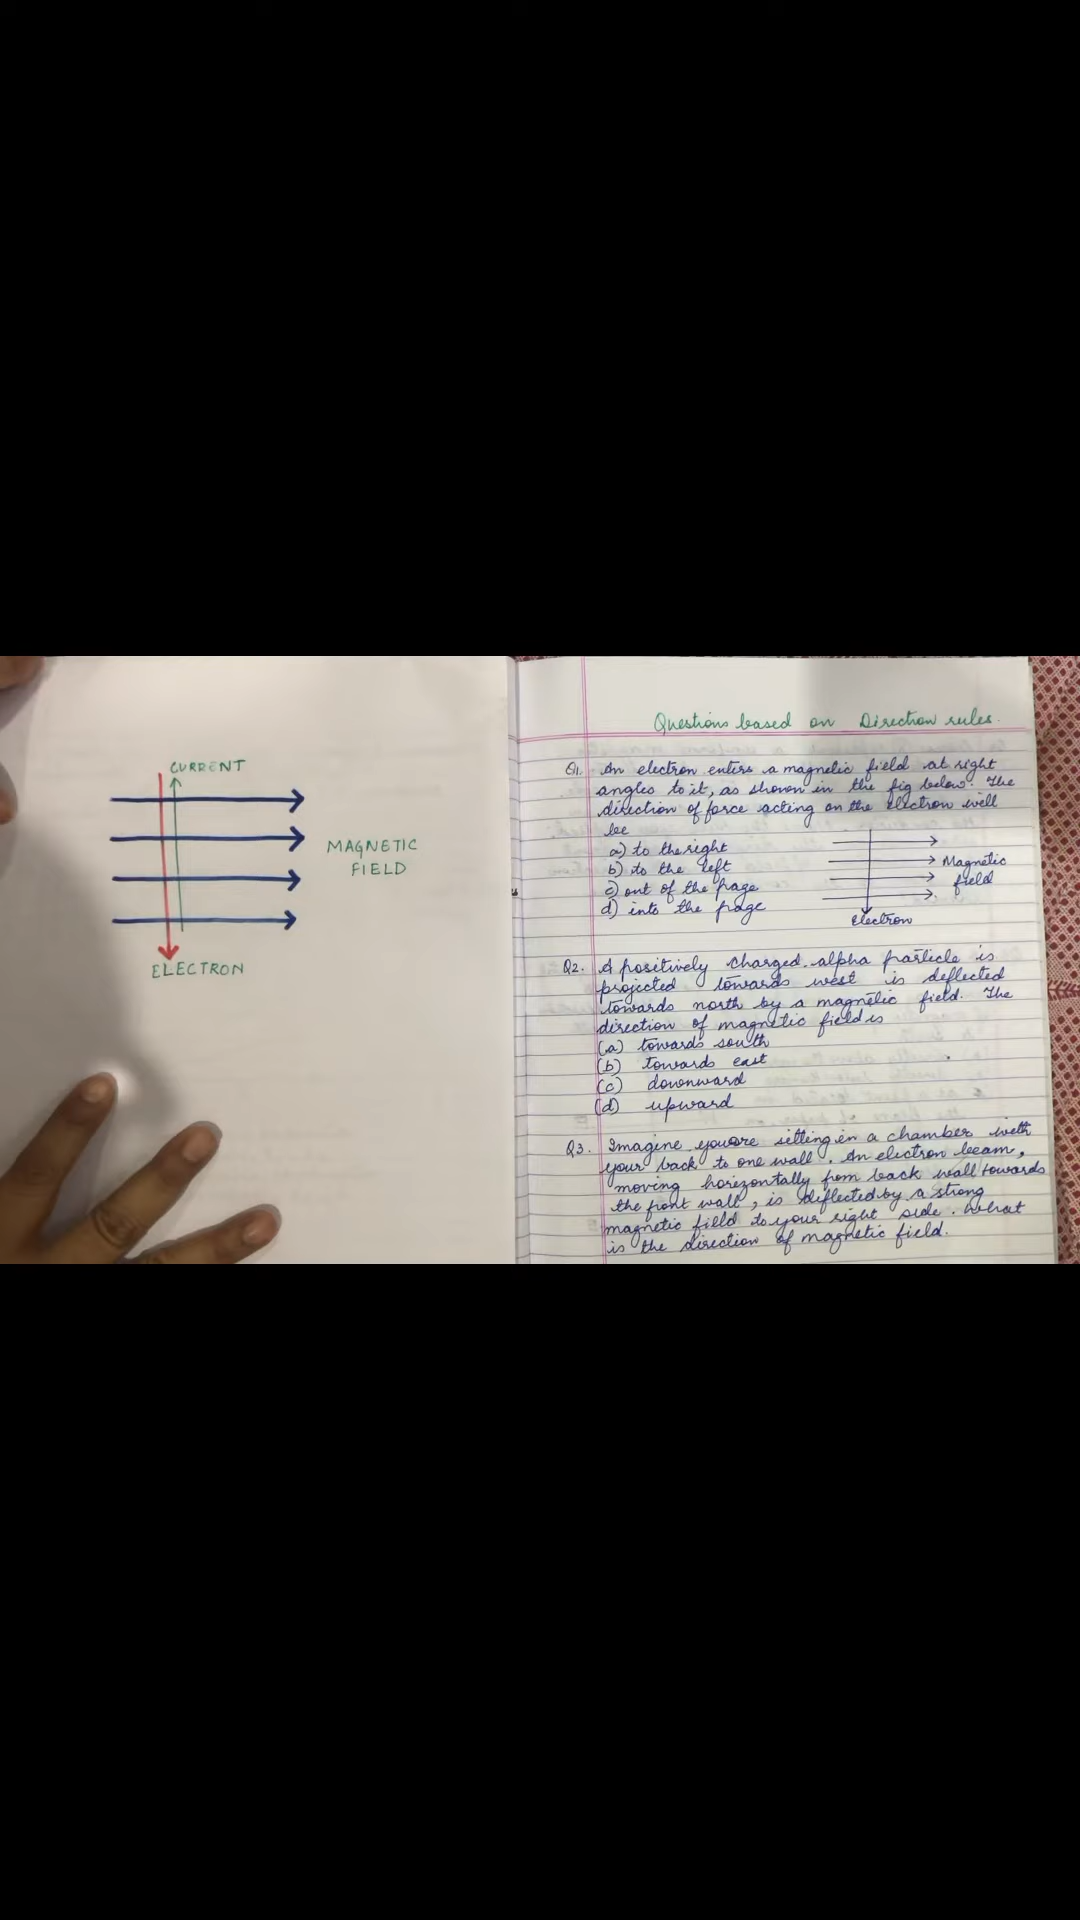 CURRENT
MAGNETIC
FIELD
ELECTRON
Questions based on Direction rules.
Q1. An electron enters a magnetic field at right
angles to it, as shown in the fig below. The
direction of force acting on the electron will
be
a) to the right
b) to the left
c) out of the page
d) into the page
Magnetic
field
Electron
Q2. A positively charged alpha particle is
projected towards west is deflected
towards north by a magnetic field. The
direction of magnetic field is
(a) towards south
(b) towards east
(c) downward
(d) upward
Q3. Imagine you are sitting in a chamber with
your back to one wall. An electron beam,
moving horizontally from back wall towards
the front wall, is deflected by a strong
magnetic field to your right side. What
is the direction of magnetic field.